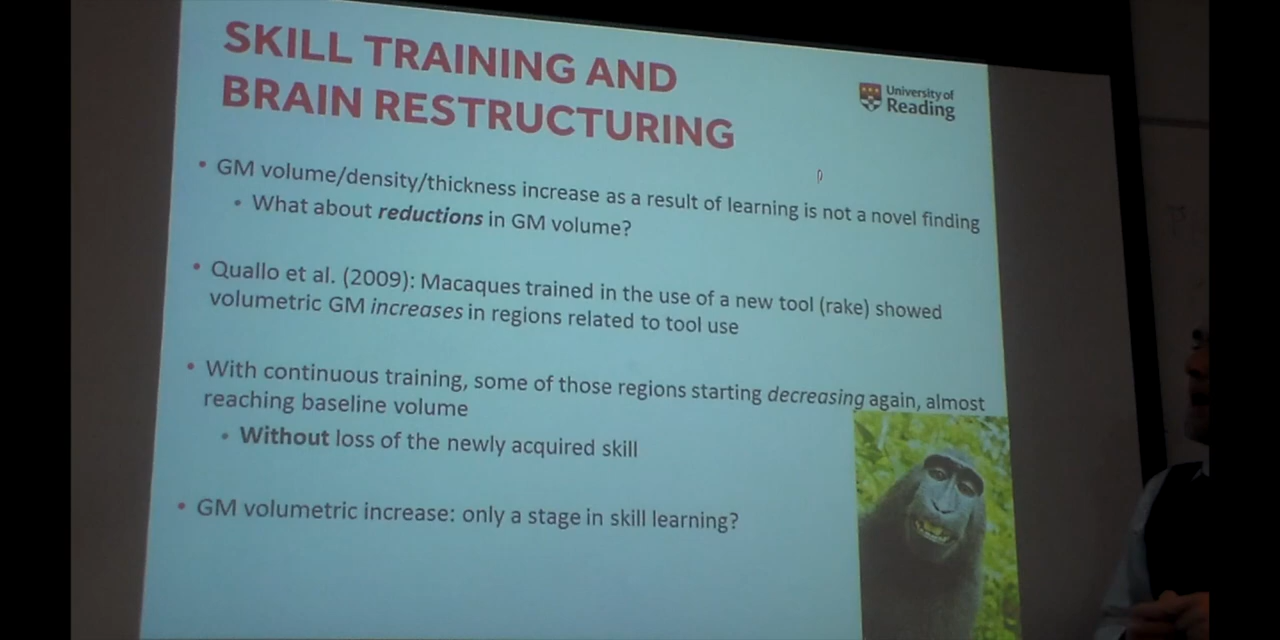 SKILL TRAINING AND
BRAIN RESTRUCTURING
University of
Reading
• GM volume/density/thickness increase as a result of learning is not a novel finding
• What about reductions in GM volume?
• Quallo et al. (2009): Macaques trained in the use of a new tool (rake) showed
volumetric GM increases in regions related to tool use
• With continuous training, some of those regions starting decreasing again, almost
reaching baseline volume
• Without loss of the newly acquired skill
• GM volumetric increase: only a stage in skill learning?